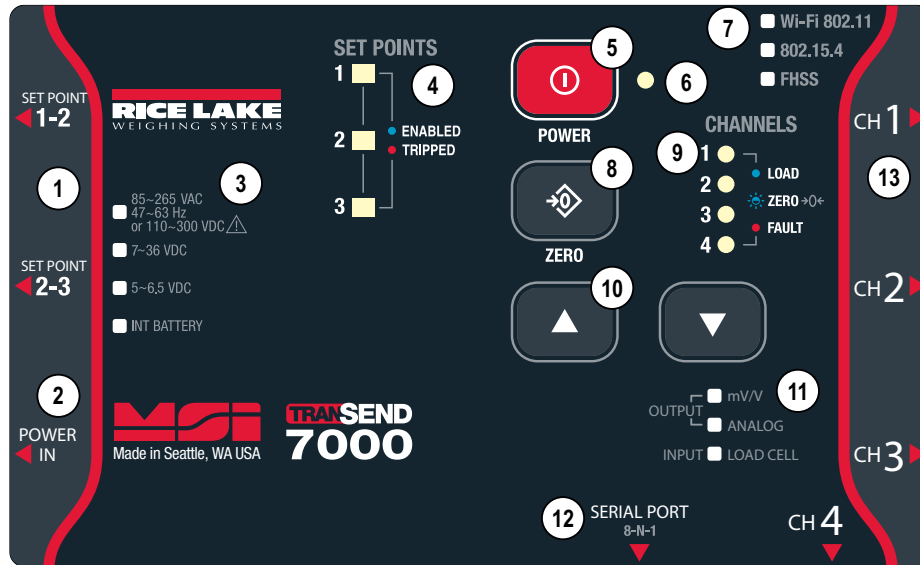 SET POINT
1-2
1
SET POINT
2-3
2
POWER
IN
RICE LAKE
WEIGHING SYSTEMS
3
85~265 VAC
47~63 Hz
or 110~300 VDC
7~36 VDC
5~6.5 VDC
INT BATTERY
MSI
Made in Seattle, WA USA
TRANSEND
7000
SET POINTS
4
1
2
3
ENABLED
TRIPPED
5
POWER
6
8
ZERO
10
7
Wi-Fi 802.11
802.15.4
FHSS
CHANNELS
9
1
2
3
4
LOAD
ZERO →0←
FAULT
11
OUTPUT
mV/V
ANALOG
INPUT LOAD CELL
12
SERIAL PORT
8-N-1
CH 1
13
CH 2
CH 3
CH 4